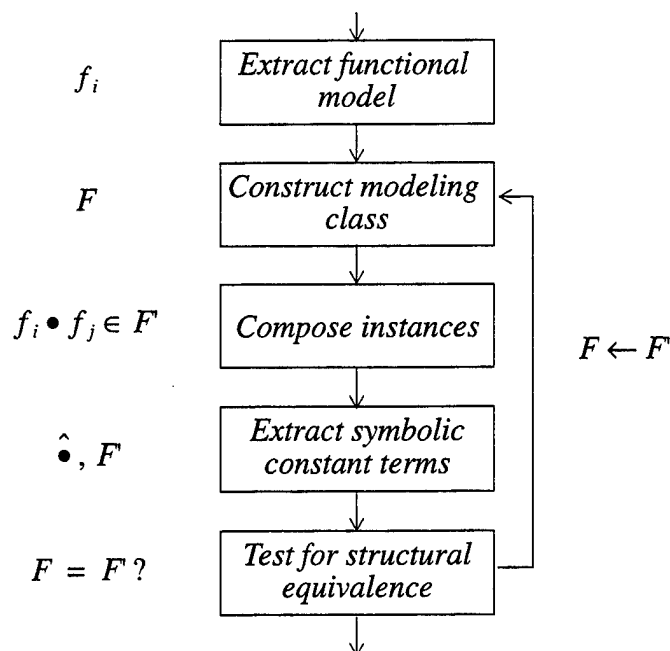 f_i
Extract functional
model
F
Construct modeling
class
f_i • f_j ∈ F'
Compose instances
F ← F'
•̂ , F'
Extract symbolic
constant terms
F = F' ?
Test for structural
equivalence